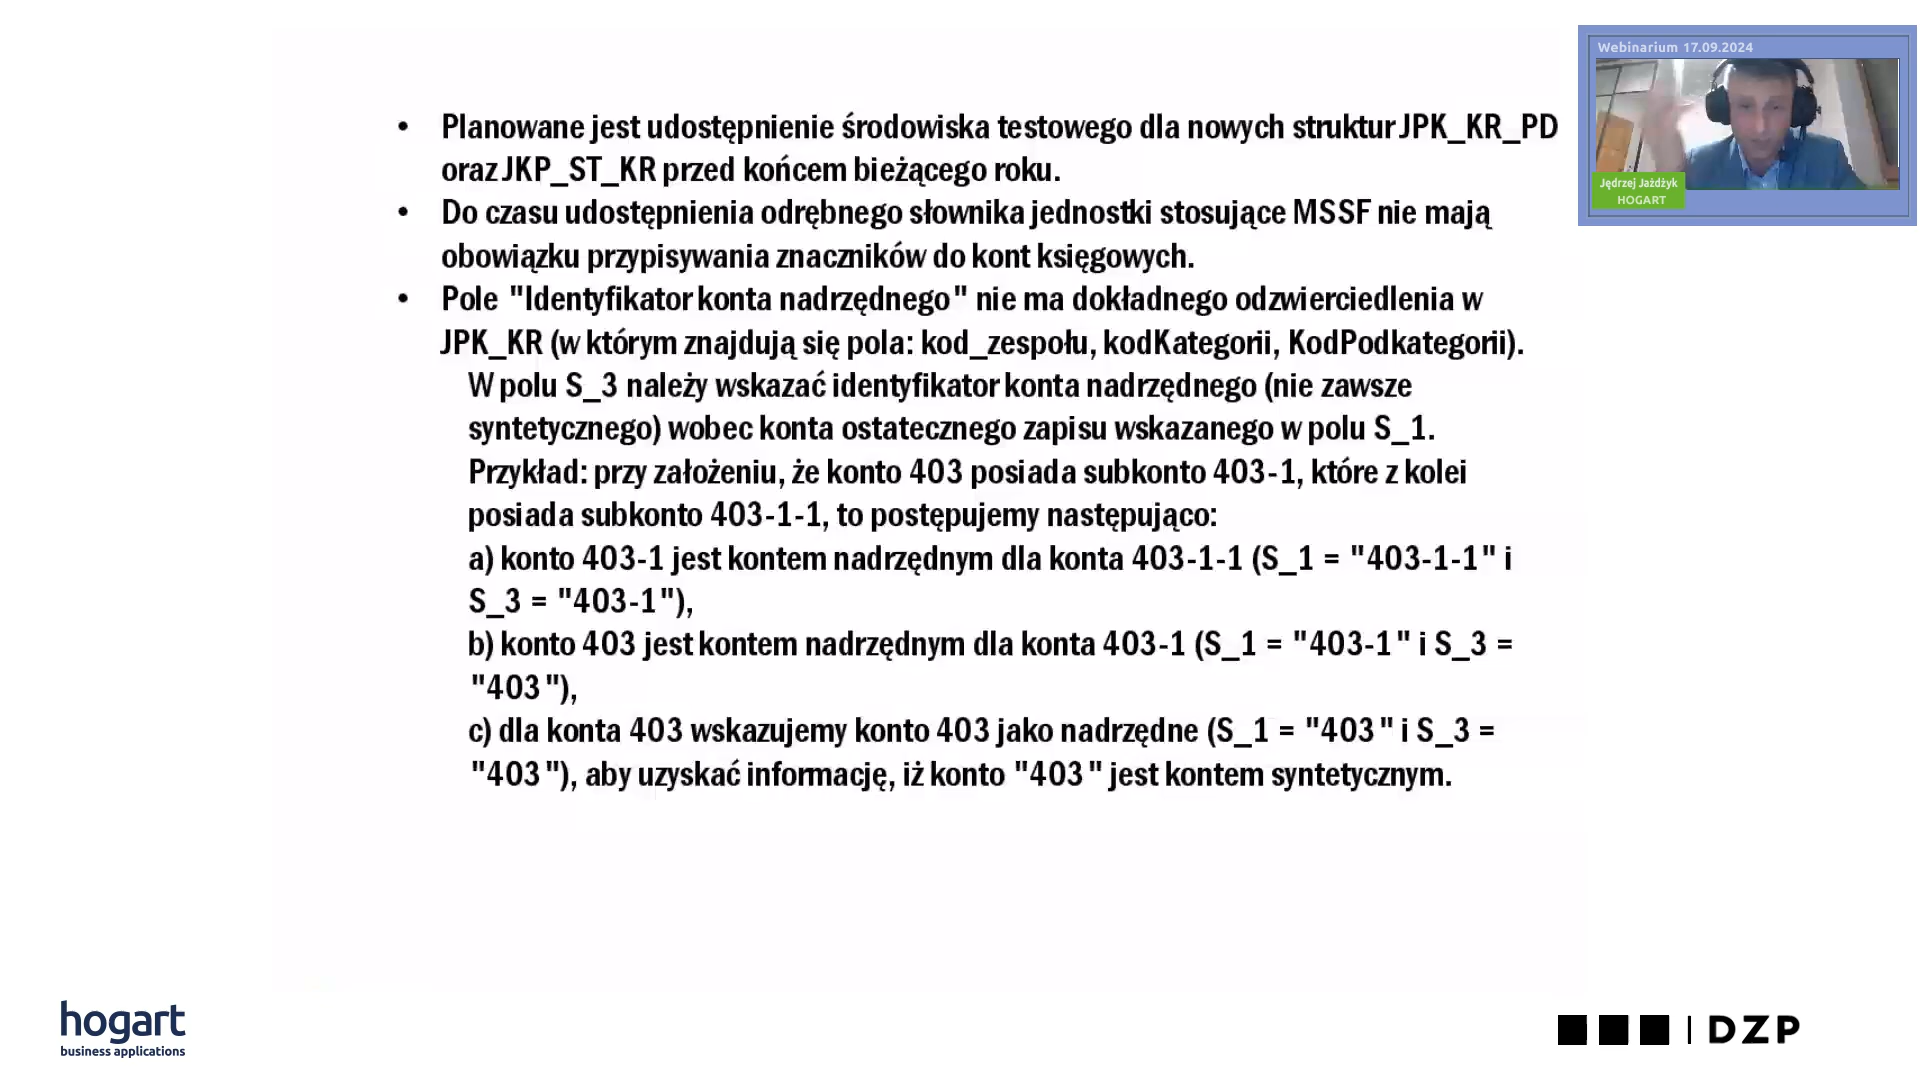 Webinarium 17.09.2024
Jędrzej Jażdżyk
HOGART
• Planowane jest udostępnienie środowiska testowego dla nowych struktur JPK_KR_PD
oraz JKP_ST_KR przed końcem bieżącego roku.
• Do czasu udostępnienia odrębnego słownika jednostki stosujące MSSF nie mają
obowiązku przypisywania znaczników do kont księgowych.
• Pole "Identyfikator konta nadrzędnego" nie ma dokładnego odzwierciedlenia w
JPK_KR (w którym znajdują się pola: kod_zespołu, kodKategorii, KodPodkategorii).
W polu S_3 należy wskazać identyfikator konta nadrzędnego (nie zawsze
syntetycznego) wobec konta ostatecznego zapisu wskazanego w polu S_1.
Przykład: przy założeniu, że konto 403 posiada subkonto 403-1, które z kolei
posiada subkonto 403-1-1, to postępujemy następująco:
a) konto 403-1 jest kontem nadrzędnym dla konta 403-1-1 (S_1 = "403-1-1" i
S_3 = "403-1"),
b) konto 403 jest kontem nadrzędnym dla konta 403-1 (S_1 = "403-1" i S_3 =
"403"),
c) dla konta 403 wskazujemy konto 403 jako nadrzędne (S_1 = "403" i S_3 =
"403"), aby uzyskać informację, iż konto "403" jest kontem syntetycznym.
hogart
business applications
DZP